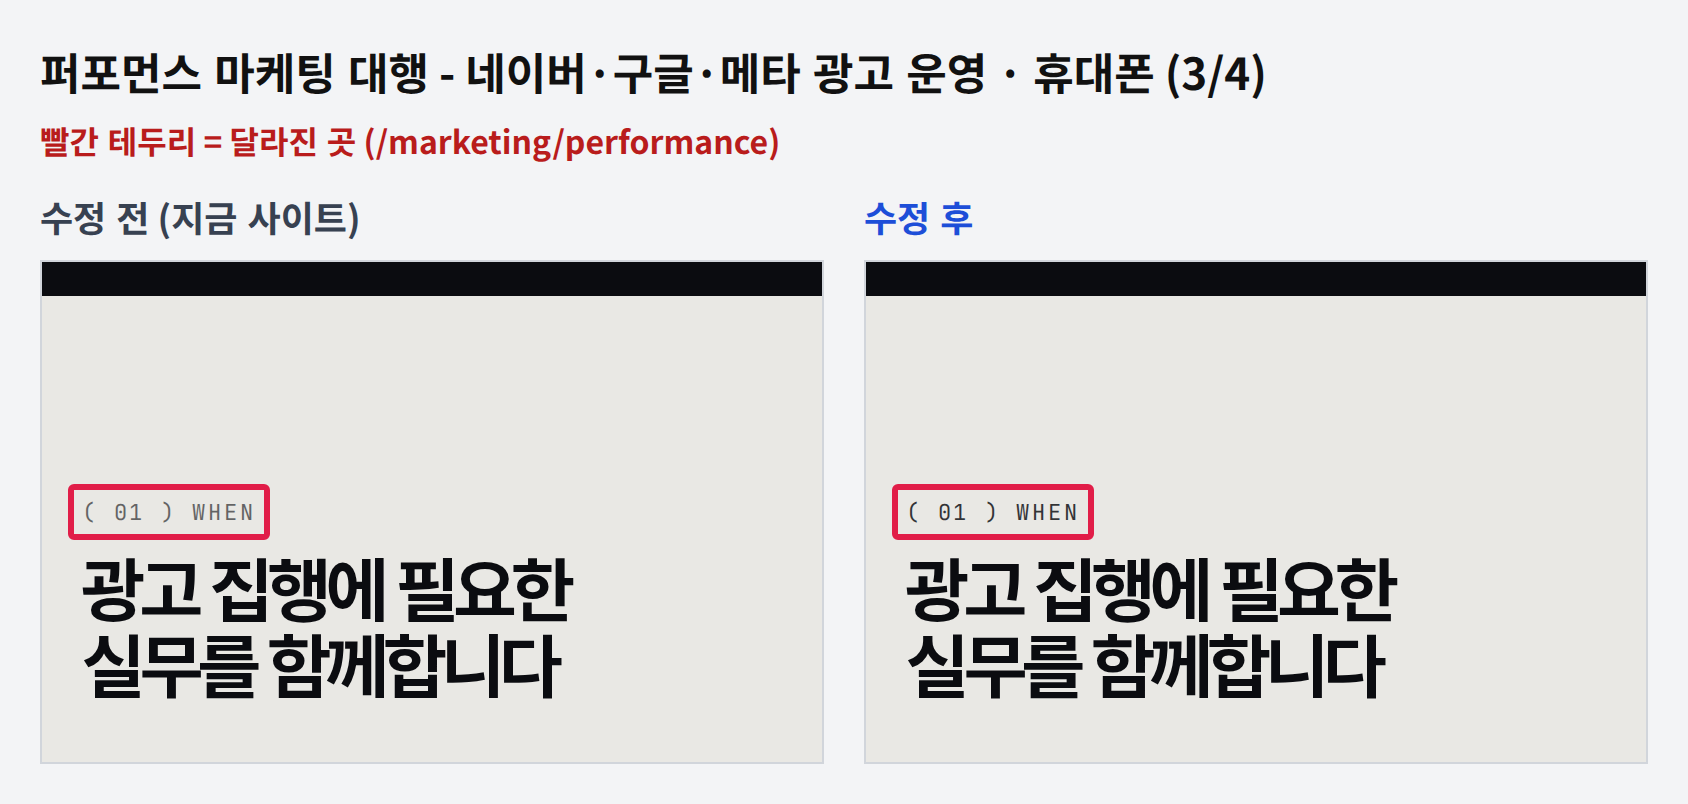 퍼포먼스 마케팅 대행 - 네이버·구글·메타 광고 운영 · 휴대폰 (3/4)
빨간 테두리 = 달라진 곳 (/marketing/performance)
수정 전 (지금 사이트)
( 01 ) WHEN
광고 집행에 필요한
실무를 함께합니다
수정 후
( 01 ) WHEN
광고 집행에 필요한
실무를 함께합니다